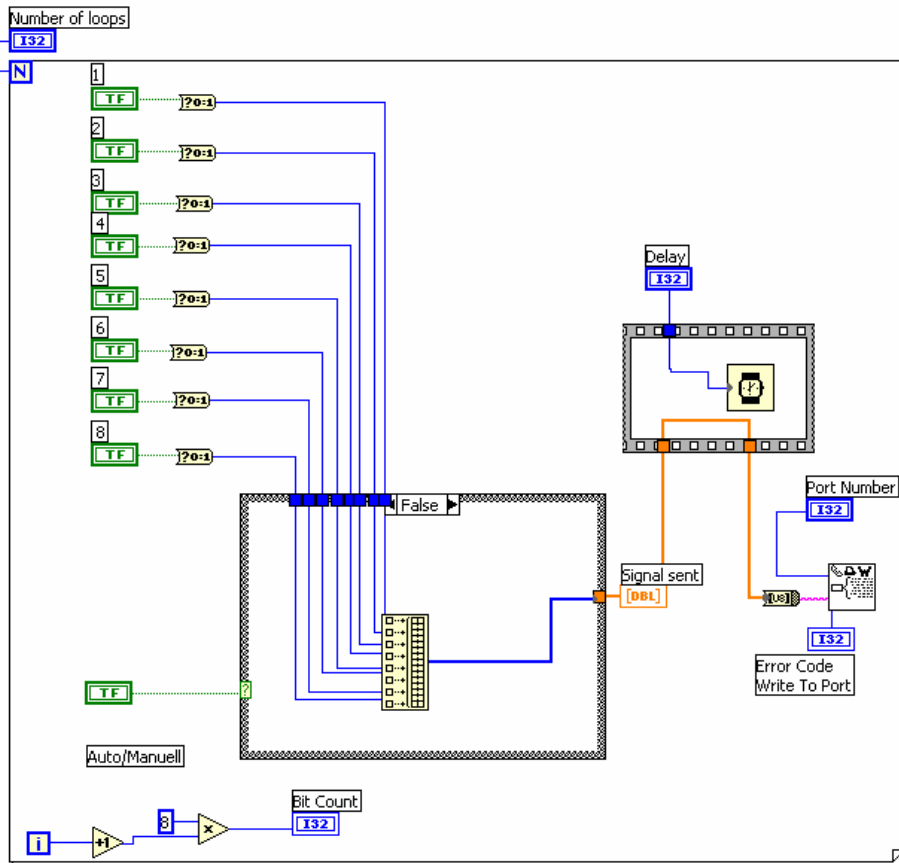 Number of loops
I32
N
1
TF
?0:1
2
TF
?0:1
3
TF
?0:1
4
TF
?0:1
5
TF
?0:1
6
TF
?0:1
7
TF
?0:1
8
TF
?0:1
Delay
I32
False
Port Number
I32
Signal sent
[DBL]
[U8]
I32
Error Code
Write To Port
?
TF
Auto/Manuell
Bit Count
8
I32
x
i
+1